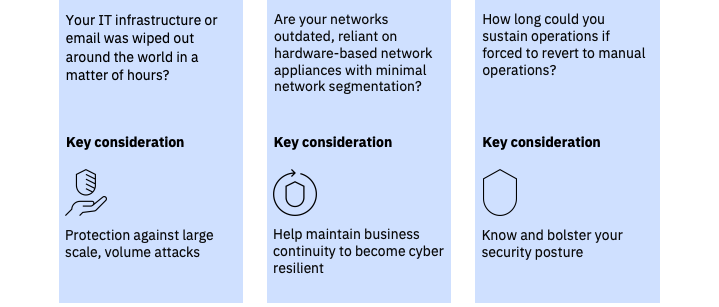 Your IT infrastructure or
email was wiped out
around the world in a
matter of hours?
Key consideration
Protection against large
scale, volume attacks
Are your networks
outdated, reliant on
hardware-based network
appliances with minimal
network segmentation?
Key consideration
Help maintain business
continuity to become cyber
resilient
How long could you
sustain operations if
forced to revert to manual
operations?
Key consideration
Know and bolster your
security posture